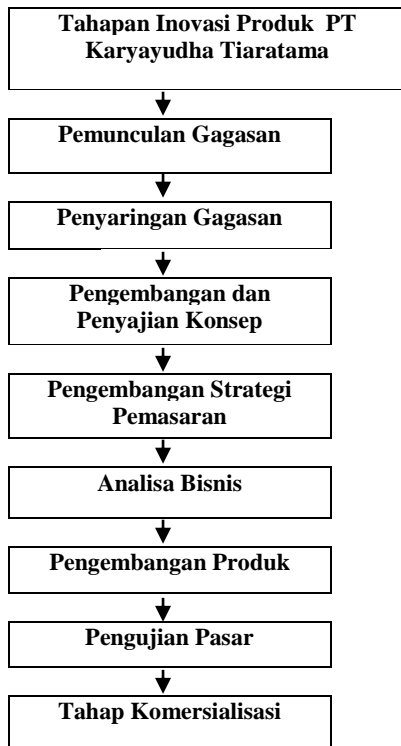 Tahapan Inovasi Produk PT
Karyayudha Tiaratama
Pemunculan Gagasan
Penyaringan Gagasan
Pengembangan dan
Penyajian Konsep
Pengembangan Strategi
Pemasaran
Analisa Bisnis
Pengembangan Produk
Pengujian Pasar
Tahap Komersialisasi